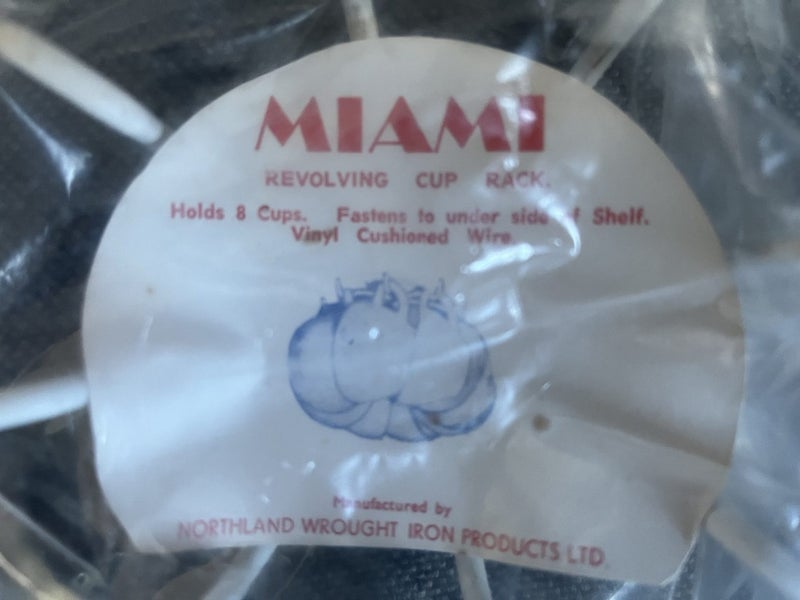 MIAMI
REVOLVING CUP RACK.
Holds 8 Cups. Fastens to under side of Shelf.
Vinyl Cushioned Wire.
Manufactured by
NORTHLAND WROUGHT IRON PRODUCTS LTD.